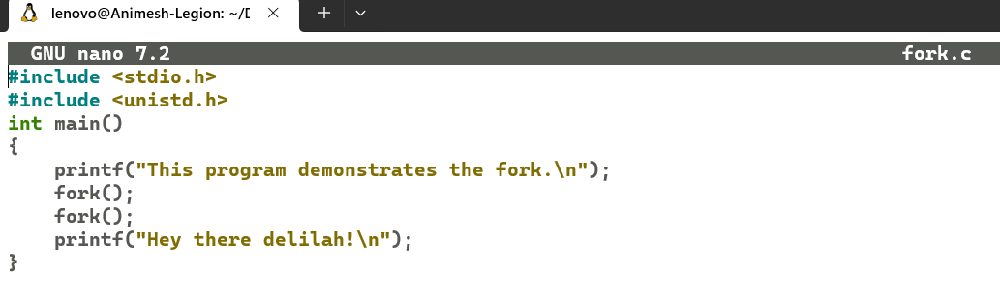 lenovo@Animesh-Legion: ~/D
GNU nano 7.2 fork.c
#include <stdio.h>
#include <unistd.h>
int main()
{
    printf("This program demonstrates the fork.\n");
    fork();
    fork();
    printf("Hey there delilah!\n");
}